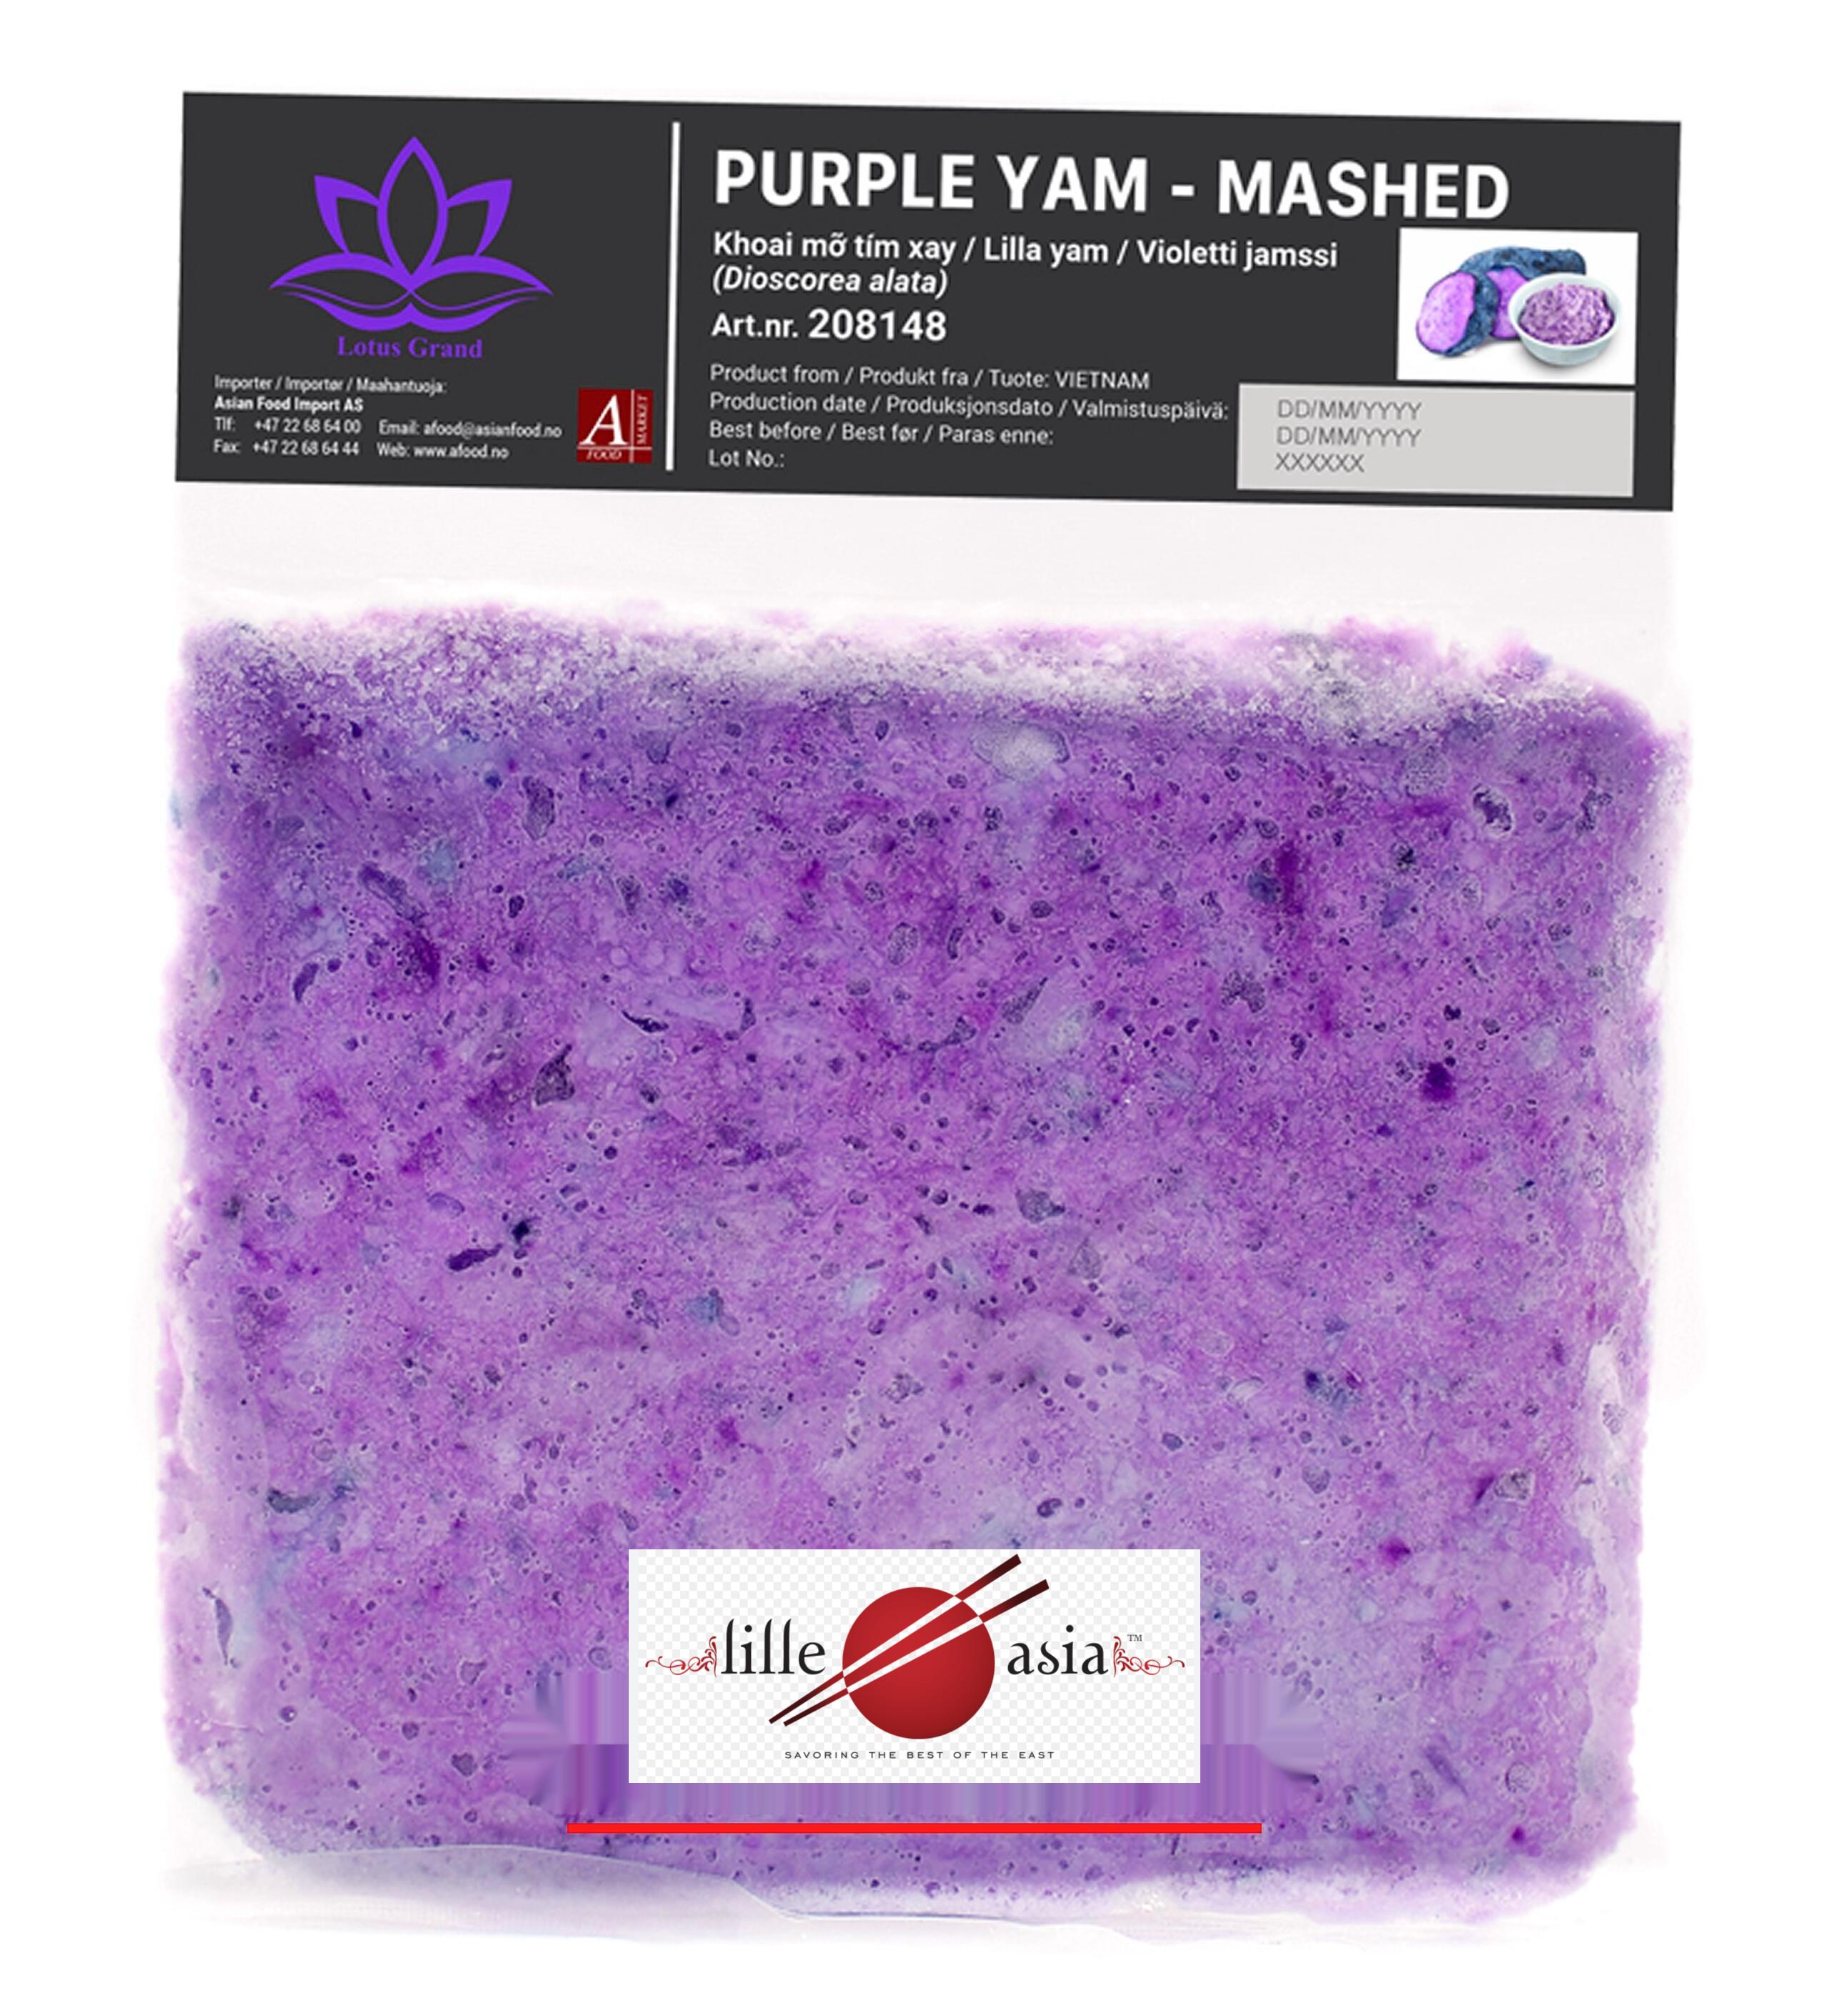 Lotus Grand
Importer / Importør / Maahantuoja:
Asian Food Import AS
Tlf: +47 22 68 64 00 Email: afood@asianfood.no
Fax: +47 22 68 64 44 Web: www.afood.no
A
FOOD
MARKET
PURPLE YAM - MASHED
Khoai mỡ tím xay / Lilla yam / Violetti jamssi
(Dioscorea alata)
Art.nr. 208148
Product from / Produkt fra / Tuote: VIETNAM
Production date / Produksjonsdato / Valmistuspäivä: DD/MM/YYYY
Best before / Best før / Paras enne: DD/MM/YYYY
Lot No.: XXXXXX
lille asia™
SAVORING THE BEST OF THE EAST